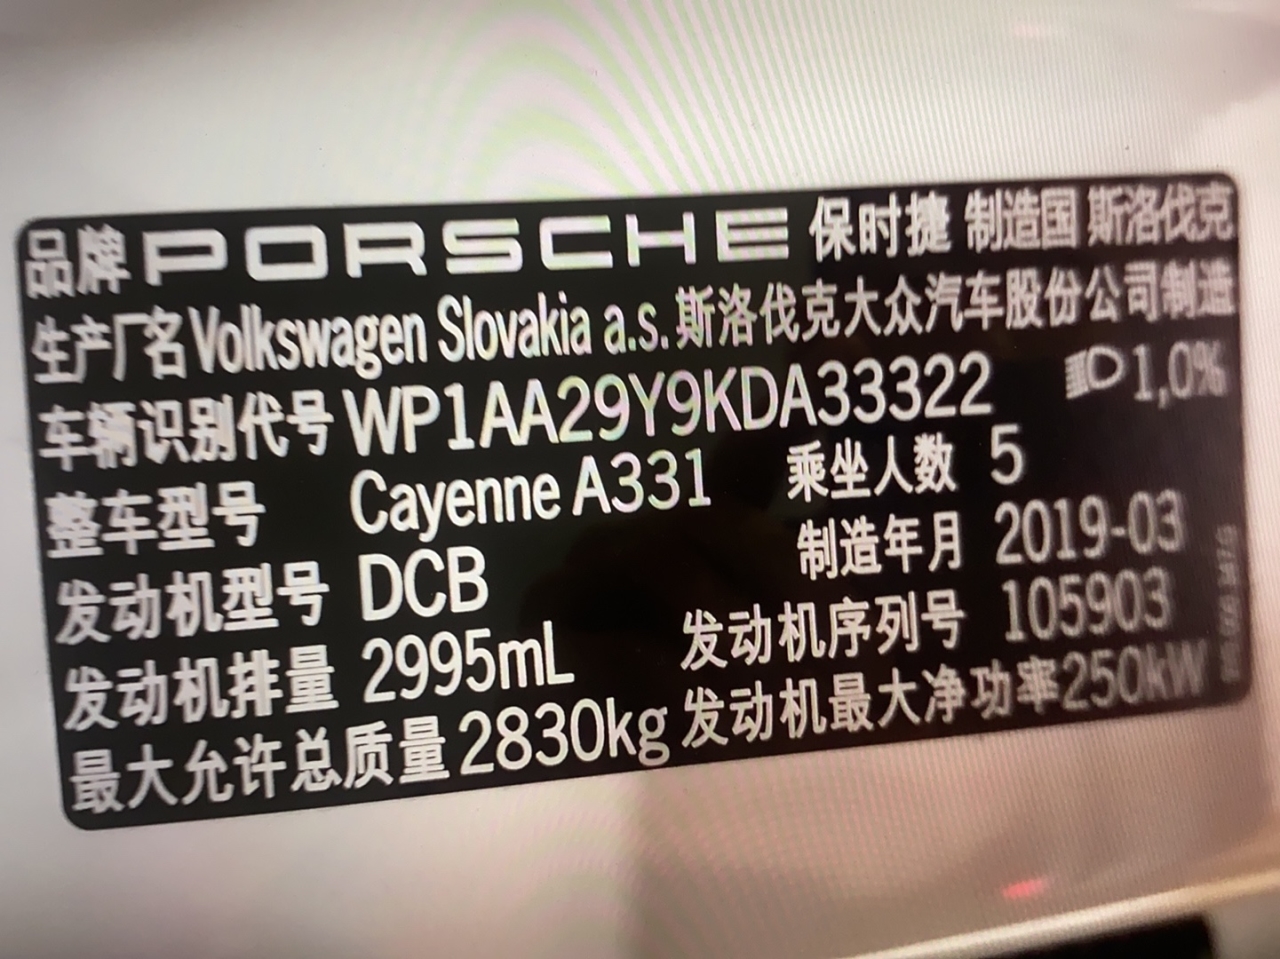 品牌 PORSCHE 保时捷 制造国 斯洛伐克
生产厂名 Volkswagen Slovakia a.s. 斯洛伐克大众汽车股份公司制造
车辆识别代号 WP1AA29Y9KDA33322 1,0%
整车型号 Cayenne A331 乘坐人数 5
发动机型号 DCB 制造年月 2019-03
发动机排量 2995mL 发动机序列号 105903
最大允许总质量 2830kg 发动机最大净功率 250kW